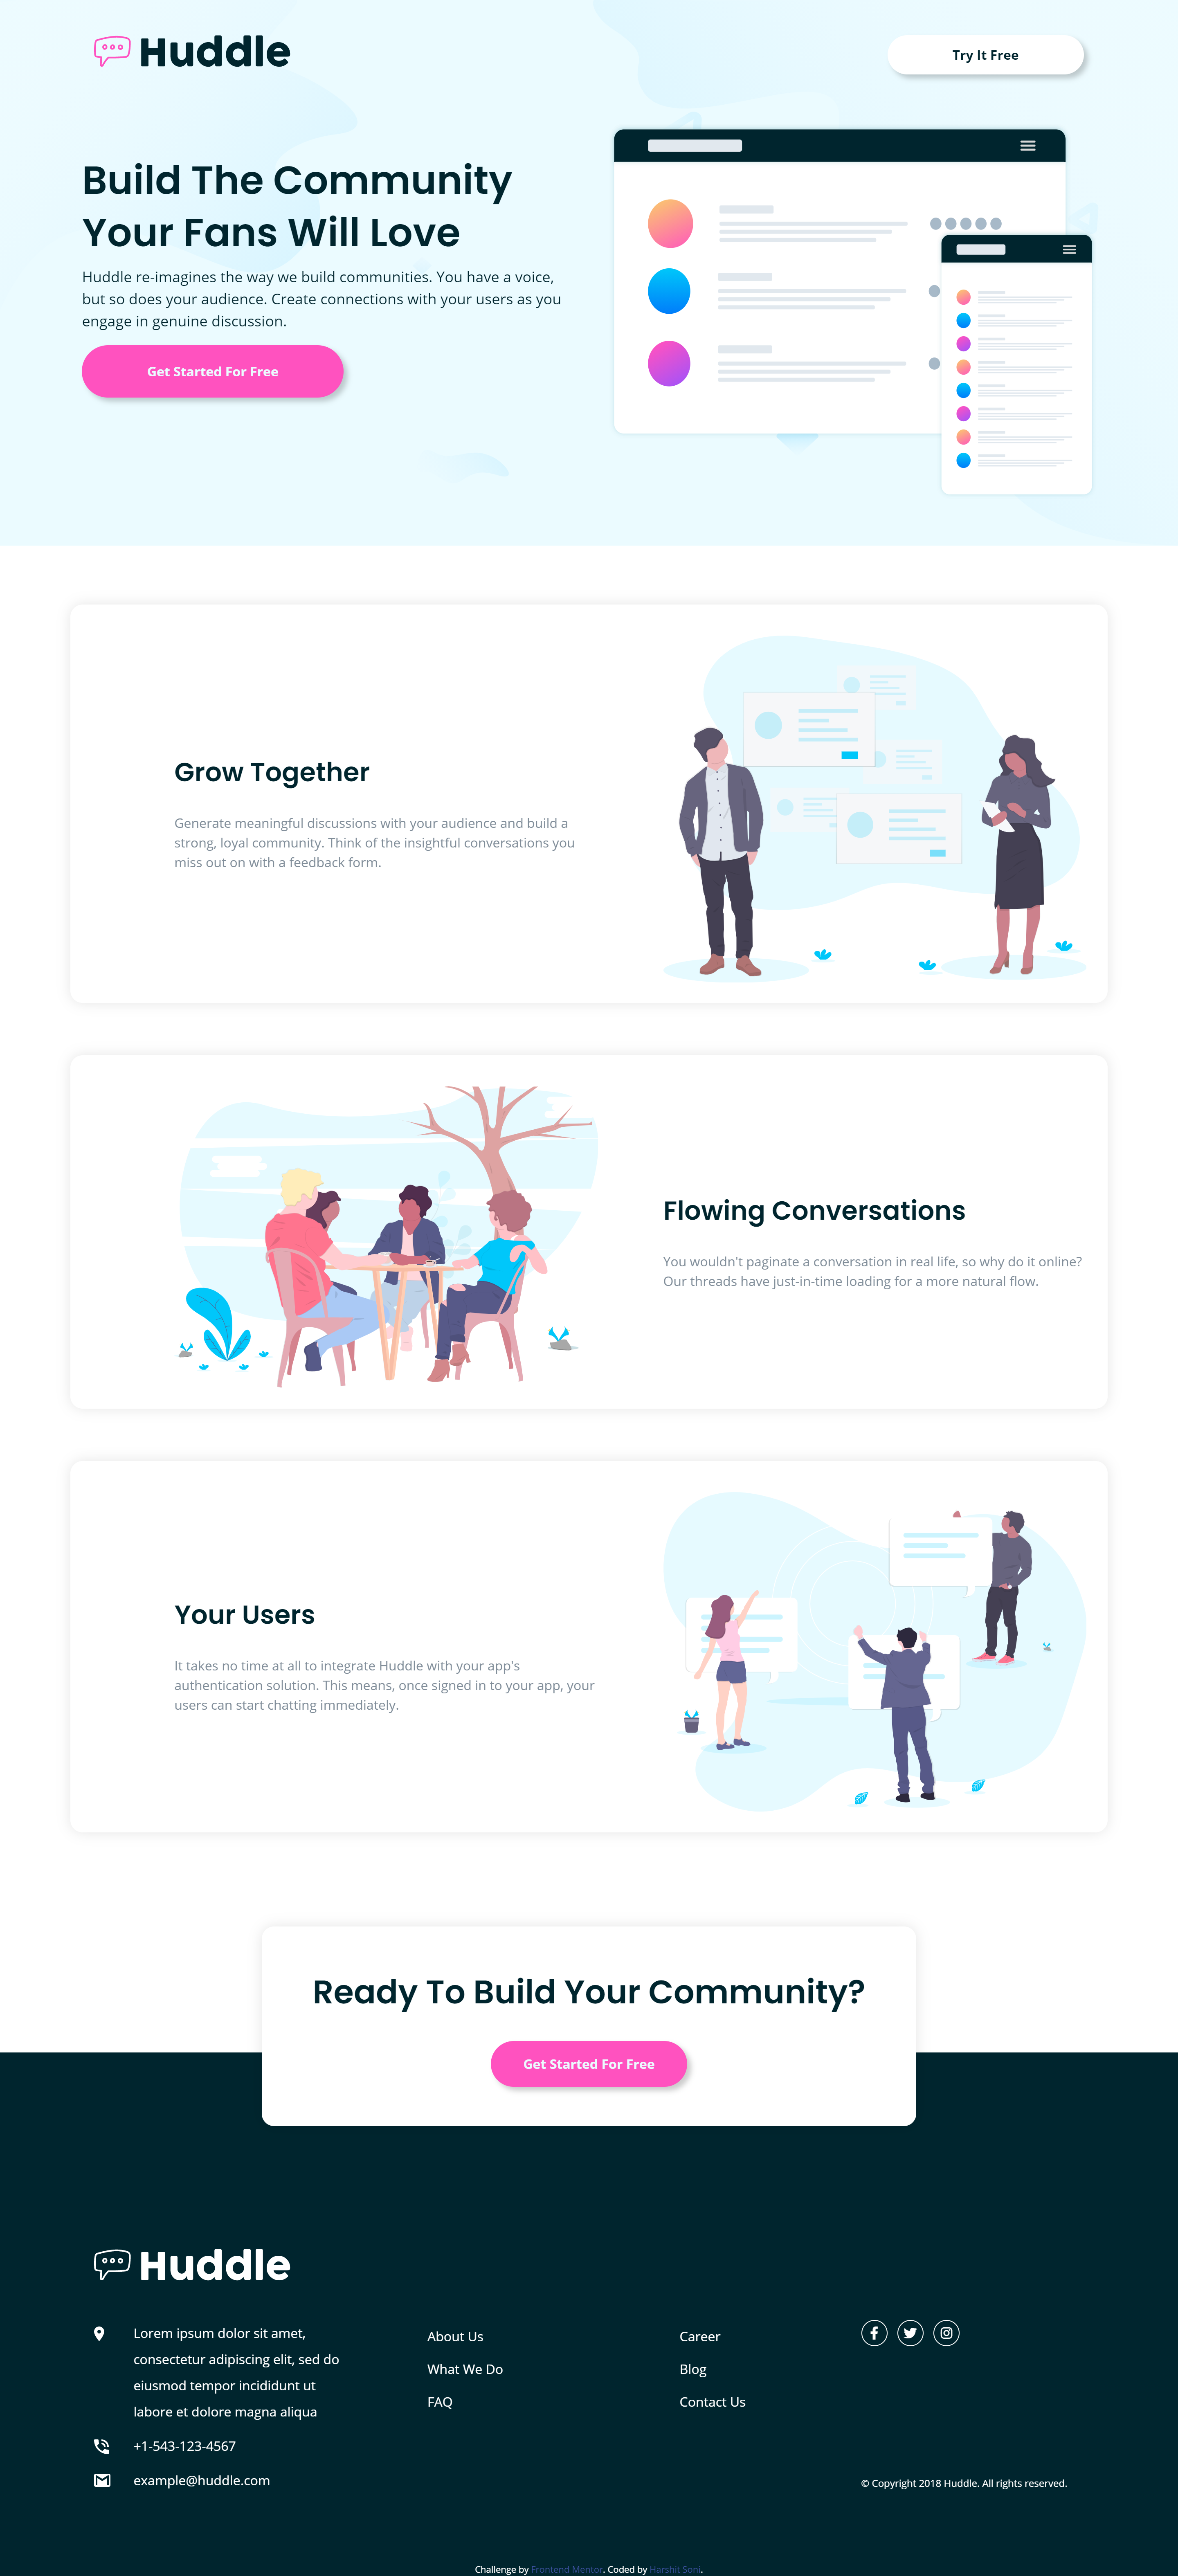 Huddle
Try It Free
Build The Community
Your Fans Will Love
Huddle re-imagines the way we build communities. You have a voice,
but so does your audience. Create connections with your users as you
engage in genuine discussion.
Get Started For Free
Grow Together
Generate meaningful discussions with your audience and build a
strong, loyal community. Think of the insightful conversations you
miss out on with a feedback form.
Flowing Conversations
You wouldn't paginate a conversation in real life, so why do it online?
Our threads have just-in-time loading for a more natural flow.
Your Users
It takes no time at all to integrate Huddle with your app's
authentication solution. This means, once signed in to your app, your
users can start chatting immediately.
Ready To Build Your Community?
Get Started For Free
Huddle
Lorem ipsum dolor sit amet,
consectetur adipiscing elit, sed do
eiusmod tempor incididunt ut
labore et dolore magna aliqua
+1-543-123-4567
example@huddle.com
About Us
What We Do
FAQ
Career
Blog
Contact Us
© Copyright 2018 Huddle. All rights reserved.
Challenge by Frontend Mentor. Coded by Harshit Soni.